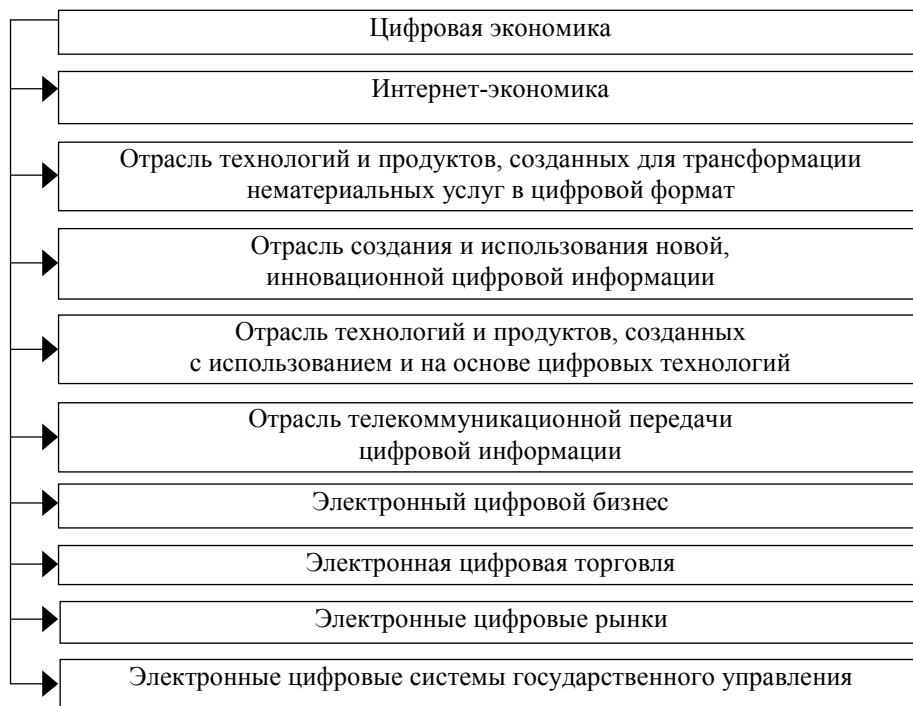 Цифровая экономика
Интернет-экономика
Отрасль технологий и продуктов, созданных для трансформации
нематериальных услуг в цифровой формат
Отрасль создания и использования новой,
инновационной цифровой информации
Отрасль технологий и продуктов, созданных
с использованием и на основе цифровых технологий
Отрасль телекоммуникационной передачи
цифровой информации
Электронный цифровой бизнес
Электронная цифровая торговля
Электронные цифровые рынки
Электронные цифровые системы государственного управления